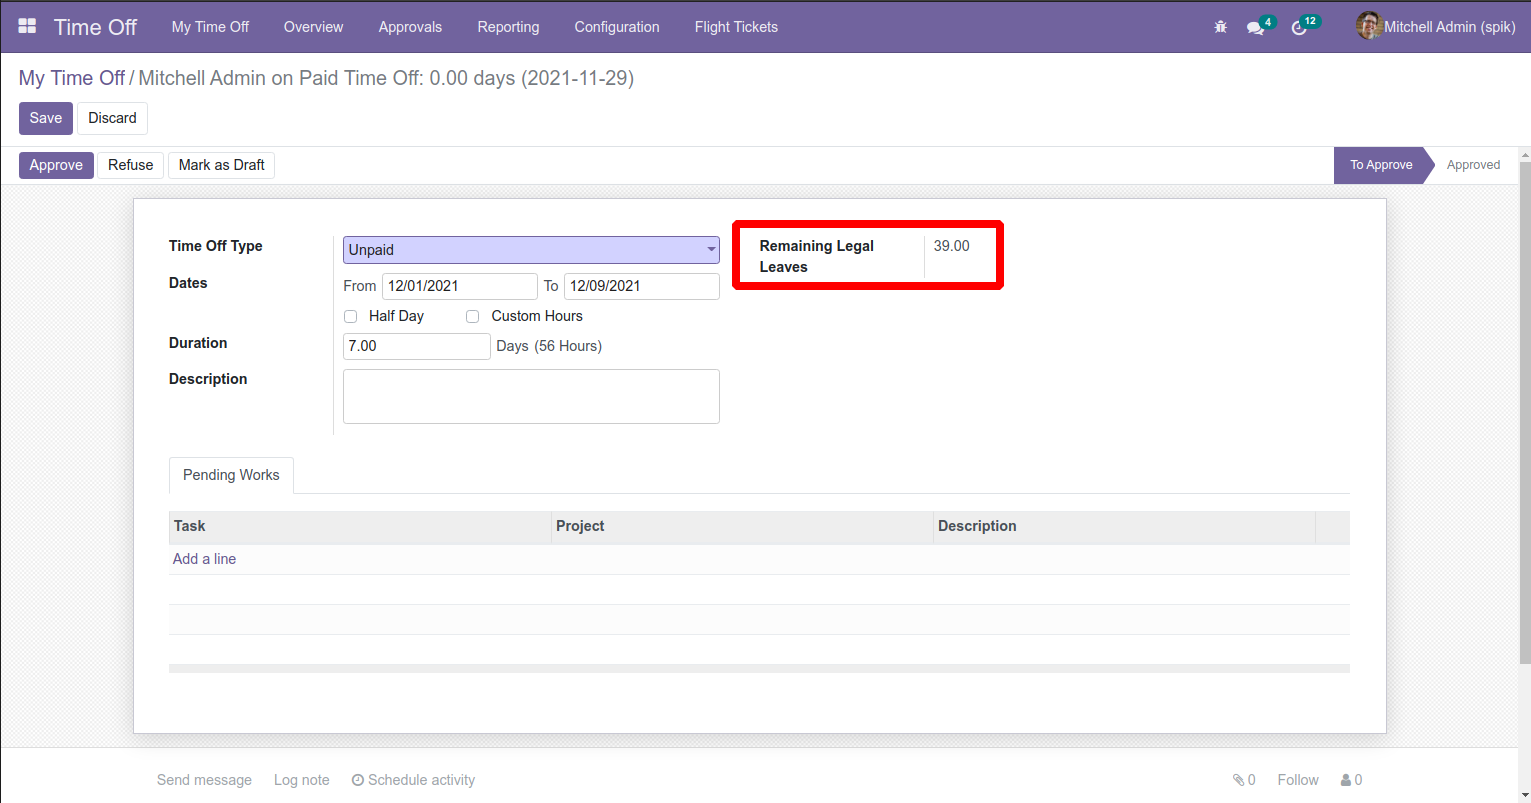 Time Off My Time Off Overview Approvals Reporting Configuration Flight Tickets 4 12 Mitchell Admin (spik)
My Time Off / Mitchell Admin on Paid Time Off: 0.00 days (2021-11-29)
Save Discard
Approve Refuse Mark as Draft To Approve Approved
Time Off Type Unpaid
Remaining Legal Leaves 39.00
Dates From 12/01/2021 To 12/09/2021
Half Day Custom Hours
Duration 7.00 Days (56 Hours)
Description
Pending Works
Task Project Description
Add a line
Send message Log note Schedule activity 0 Follow 0